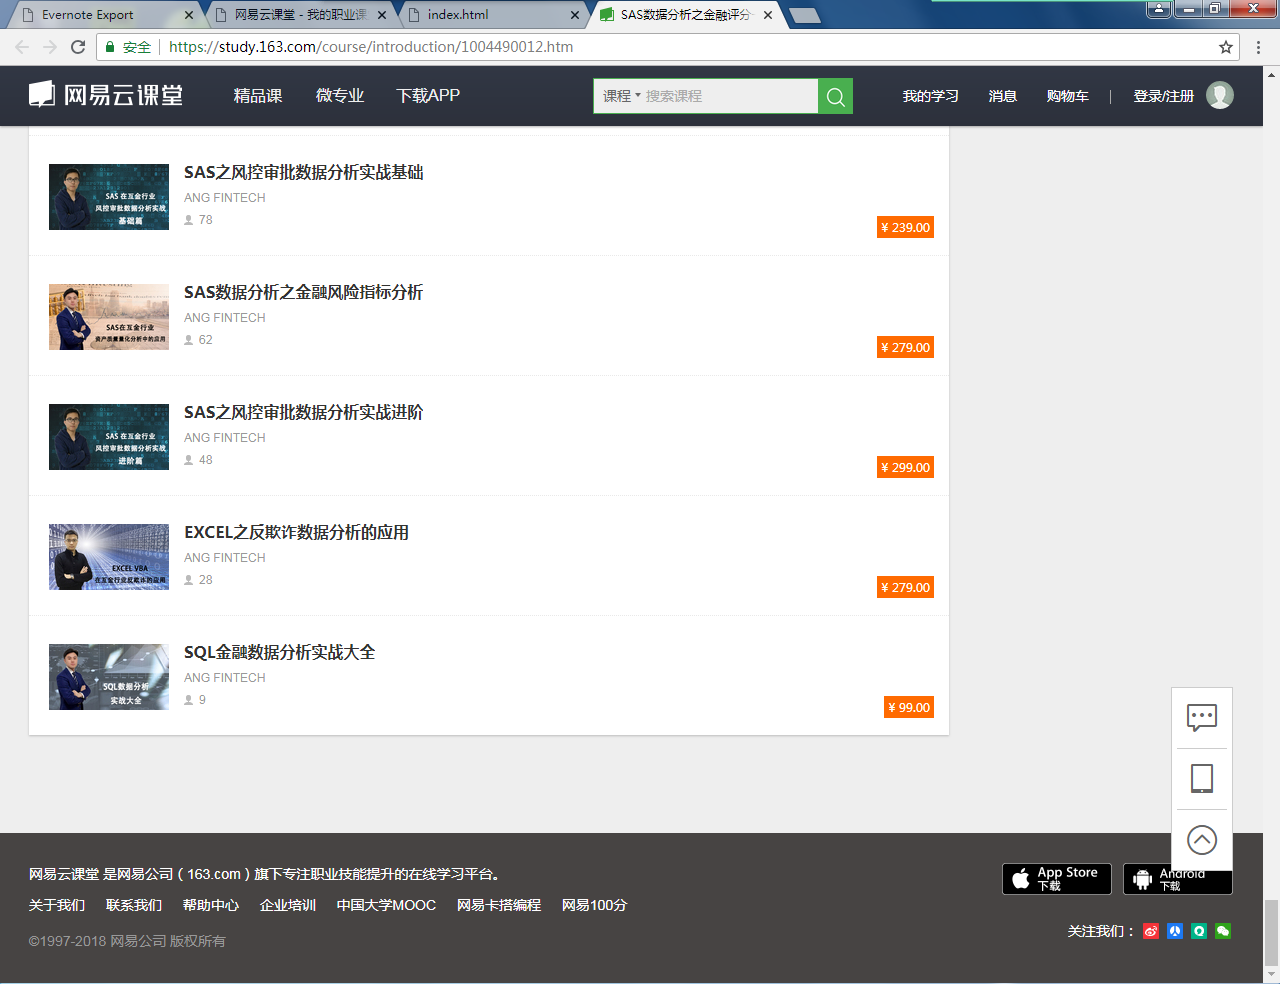 Evernote Export
网易云课堂 - 我的职业课
index.html
SAS数据分析之金融评分
安全 https://study.163.com/course/introduction/1004490012.htm
网易云课堂 精品课 微专业 下载APP 课程 搜索课程 我的学习 消息 购物车 | 登录/注册
SAS 在互金行业
风控审批数据分析实战
基础篇
SAS之风控审批数据分析实战基础
ANG FINTECH
78
¥ 239.00
SAS在互金行业
资产质量量化分析中的应用
SAS数据分析之金融风险指标分析
ANG FINTECH
62
¥ 279.00
SAS 在互金行业
风控审批数据分析实战
进阶篇
SAS之风控审批数据分析实战进阶
ANG FINTECH
48
¥ 299.00
EXCEL VBA
在互金行业反欺诈的应用
EXCEL之反欺诈数据分析的应用
ANG FINTECH
28
¥ 279.00
SQL数据分析
实战大全
SQL金融数据分析实战大全
ANG FINTECH
9
¥ 99.00
网易云课堂 是网易公司（163.com）旗下专注职业技能提升的在线学习平台。
关于我们 联系我们 帮助中心 企业培训 中国大学MOOC 网易卡搭编程 网易100分
©1997-2018 网易公司 版权所有
App Store
下载
Android
下载
关注我们：